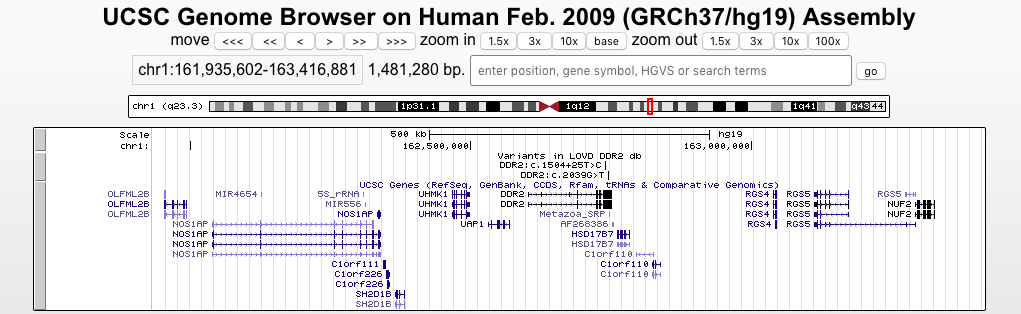 UCSC Genome Browser on Human Feb. 2009 (GRCh37/hg19) Assembly
move <<< << < > >> >>> zoom in 1.5x 3x 10x base zoom out 1.5x 3x 10x 100x
chr1:161,935,602-163,416,881 1,481,280 bp. enter position, gene symbol, HGVS or search terms go
chr1 (q23.3) 1p31.1 1q12 1q41 q43 44
Scale 500 kb hg19
chr1: 162,500,000 163,000,000
Variants in LOVD DDR2 db
DDR2:c.1504+25T>C
DDR2:c.2039G>T
UCSC Genes (RefSeq, GenBank, CCDS, Rfam, tRNAs & Comparative Genomics)
OLFML2B MIR4654 5S_rRNA UHMK1 DDR2 RGS4 RGS5 RGS5
OLFML2B MIR556 UHMK1 DDR2 RGS4 RGS5 NUF2
OLFML2B NOS1AP UHMK1 Metazoa_SRP RGS4 RGS5 NUF2
NOS1AP UAP1 AF268386 RGS4 RGS5
NOS1AP HSD17B7
NOS1AP HSD17B7
NOS1AP C1orf110
C1orf111 C1orf110
C1orf226 C1orf110
C1orf226
SH2D1B
SH2D1B